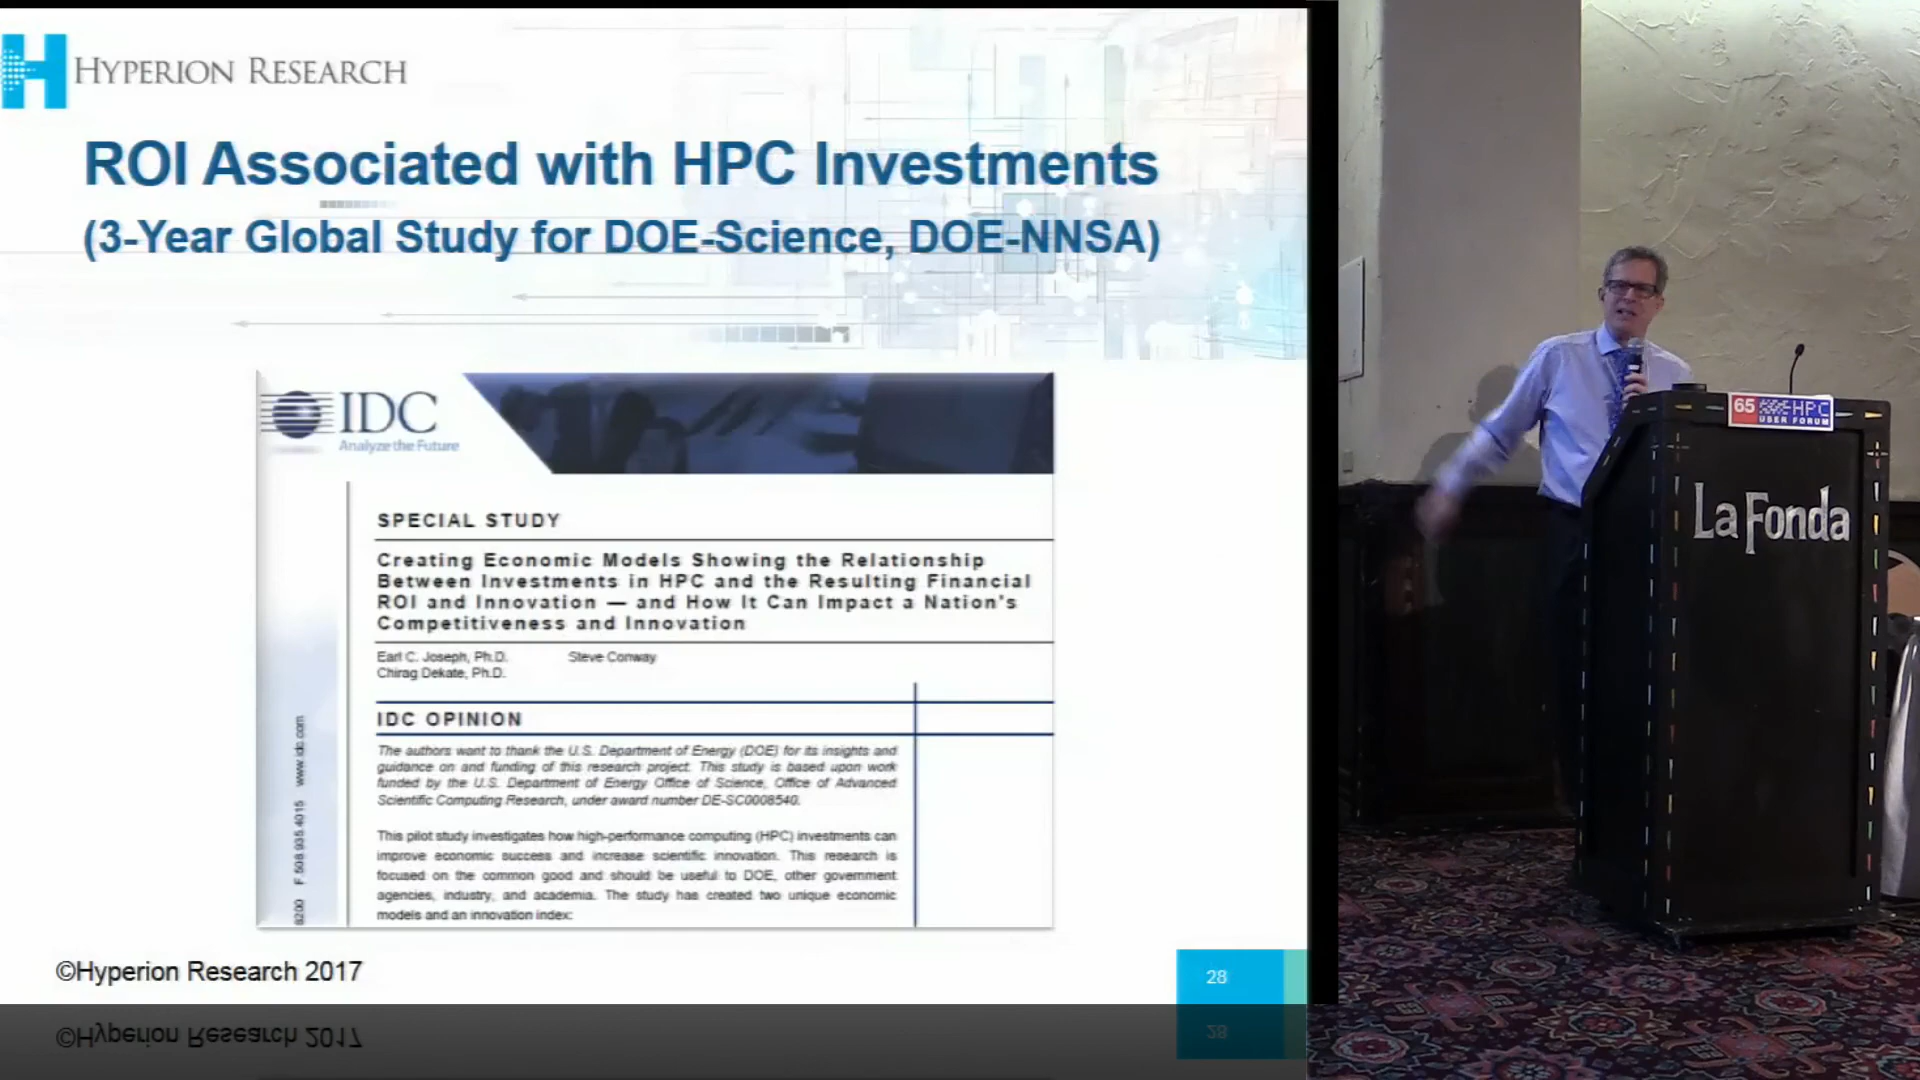 HYPERION RESEARCH
ROI Associated with HPC Investments
(3-Year Global Study for DOE-Science, DOE-NNSA)
IDC
Analyze the Future
SPECIAL STUDY
Creating Economic Models Showing the Relationship
Between Investments in HPC and the Resulting Financial
ROI and Innovation — and How It Can Impact a Nation's
Competitiveness and Innovation
Earl C. Joseph, Ph.D. Steve Conway
Chirag Dekate, Ph.D.
IDC OPINION
The authors want to thank the U.S. Department of Energy (DOE) for its insights and
guidance on and funding of this research project. This study is based upon work
funded by the U.S. Department of Energy Office of Science, Office of Advanced
Scientific Computing Research, under award number DE-SC0008540.
This pilot study investigates how high-performance computing (HPC) investments can
improve economic success and increase scientific innovation. This research is
focused on the common good and should be useful to DOE, other government
agencies, industry, and academia. The study has created two unique economic
models and an innovation index:
8200 F.508.935.4015 www.idc.com
©Hyperion Research 2017
28
©Hyperion Research 2017
28
65 HPC
USER FORUM
La Fonda